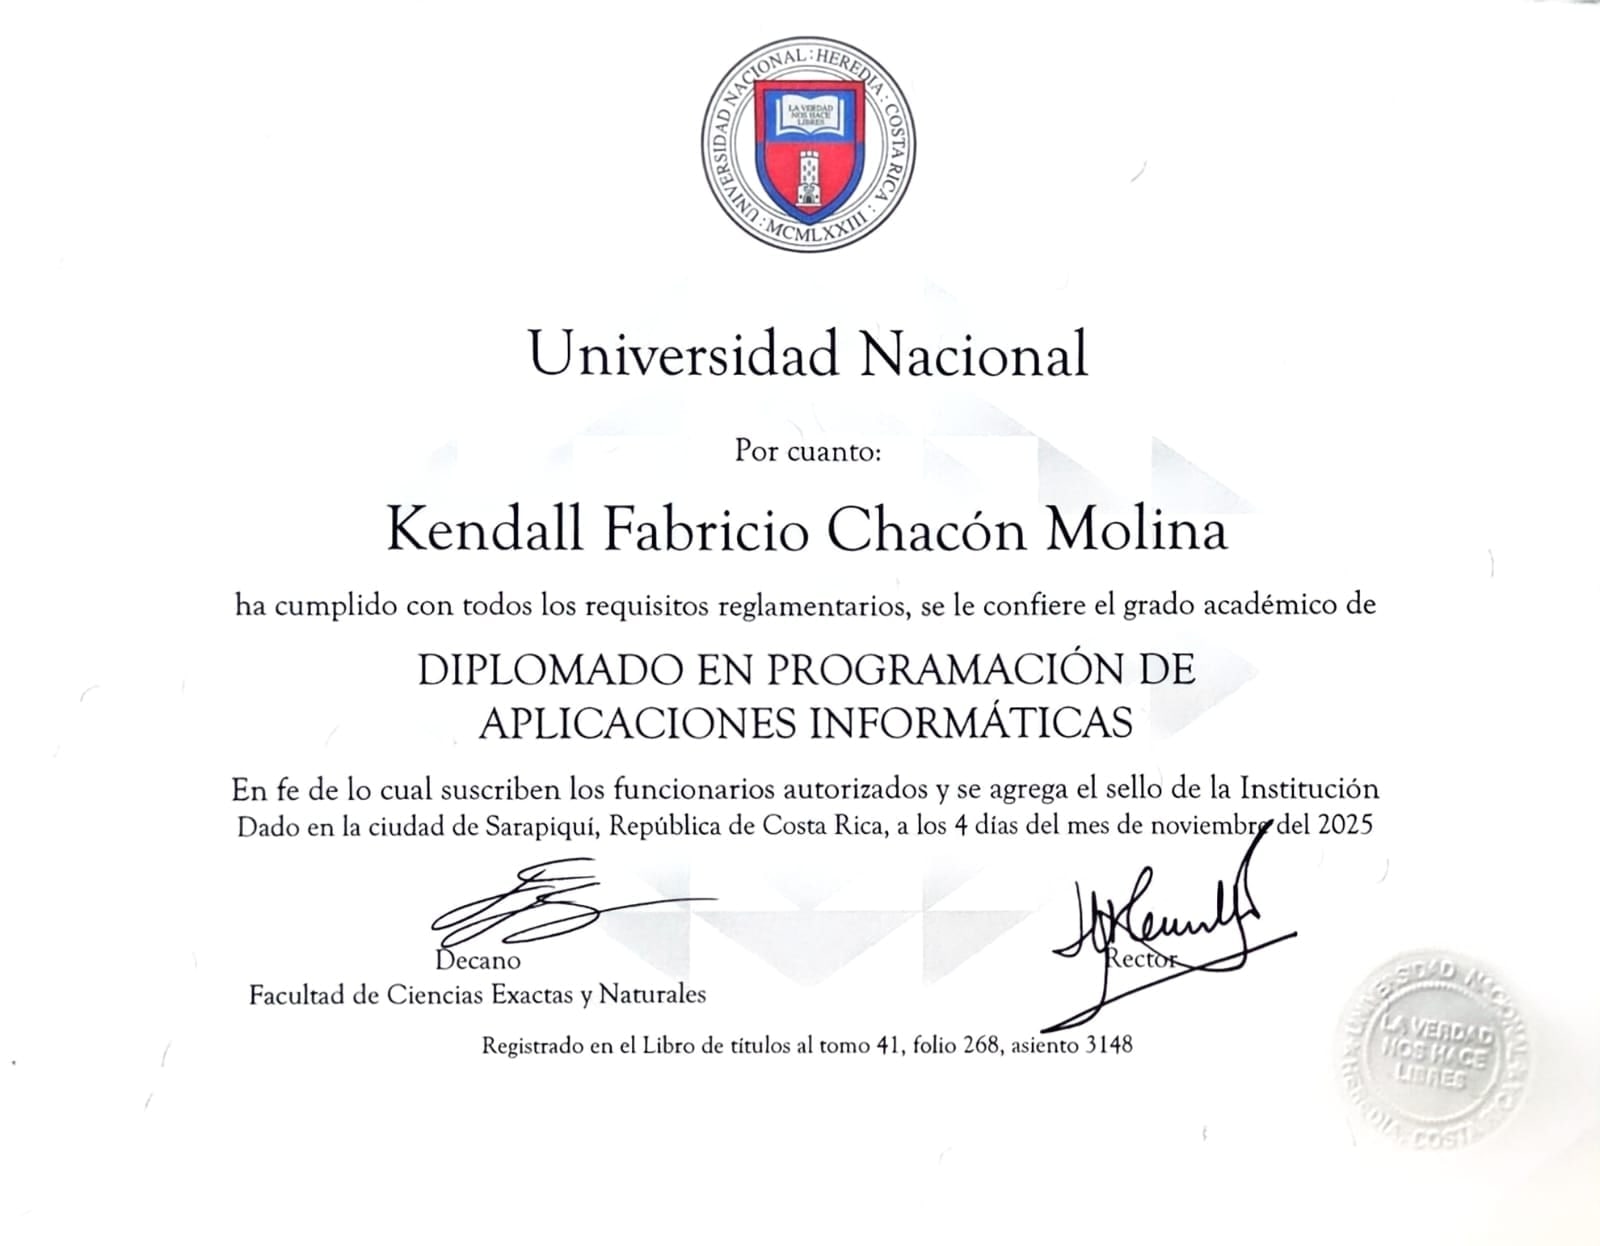 UNIVERSIDAD NACIONAL : HEREDIA : COSTA RICA : MCMLXXIII :
LA VERDAD
NOS HACE
LIBRES
Universidad Nacional
Por cuanto:
Kendall Fabricio Chacón Molina
ha cumplido con todos los requisitos reglamentarios, se le confiere el grado académico de
DIPLOMADO EN PROGRAMACIÓN DE
APLICACIONES INFORMÁTICAS
En fe de lo cual suscriben los funcionarios autorizados y se agrega el sello de la Institución
Dado en la ciudad de Sarapiquí, República de Costa Rica, a los 4 días del mes de noviembre del 2025
Decano
Rector
Facultad de Ciencias Exactas y Naturales
Registrado en el Libro de títulos al tomo 41, folio 268, asiento 3148
UNIVERSIDAD NACIONAL
HEREDIA COSTA
LA VERDAD
NOS HACE
LIBRES